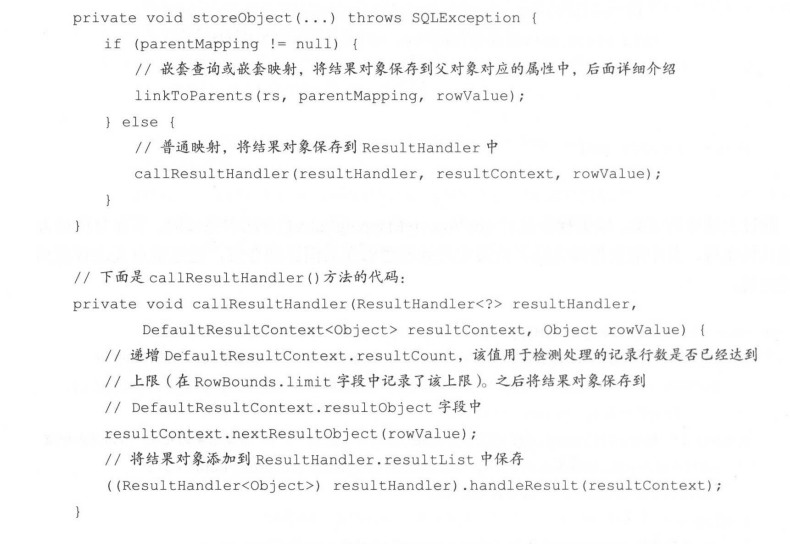 private void storeObject(...) throws SQLException {
if (parentMapping != null) {
// 嵌套查询或嵌套映射，将结果对象保存到父对象对应的属性中，后面详细介绍
linkToParents(rs, parentMapping, rowValue);
} else {
// 普通映射，将结果对象保存到 ResultHandler 中
callResultHandler(resultHandler, resultContext, rowValue);
}
}
// 下面是 callResultHandler()方法的代码：
private void callResultHandler(ResultHandler<?> resultHandler,
DefaultResultContext<Object> resultContext, Object rowValue) {
// 递增 DefaultResultContext.resultCount，该值用于检测处理的记录行数是否已经达到
// 上限（在 RowBounds.limit 字段中记录了该上限）。之后将结果对象保存到
// DefaultResultContext.resultObject 字段中
resultContext.nextResultObject(rowValue);
// 将结果对象添加到 ResultHandler.resultList 中保存
((ResultHandler<Object>) resultHandler).handleResult(resultContext);
}